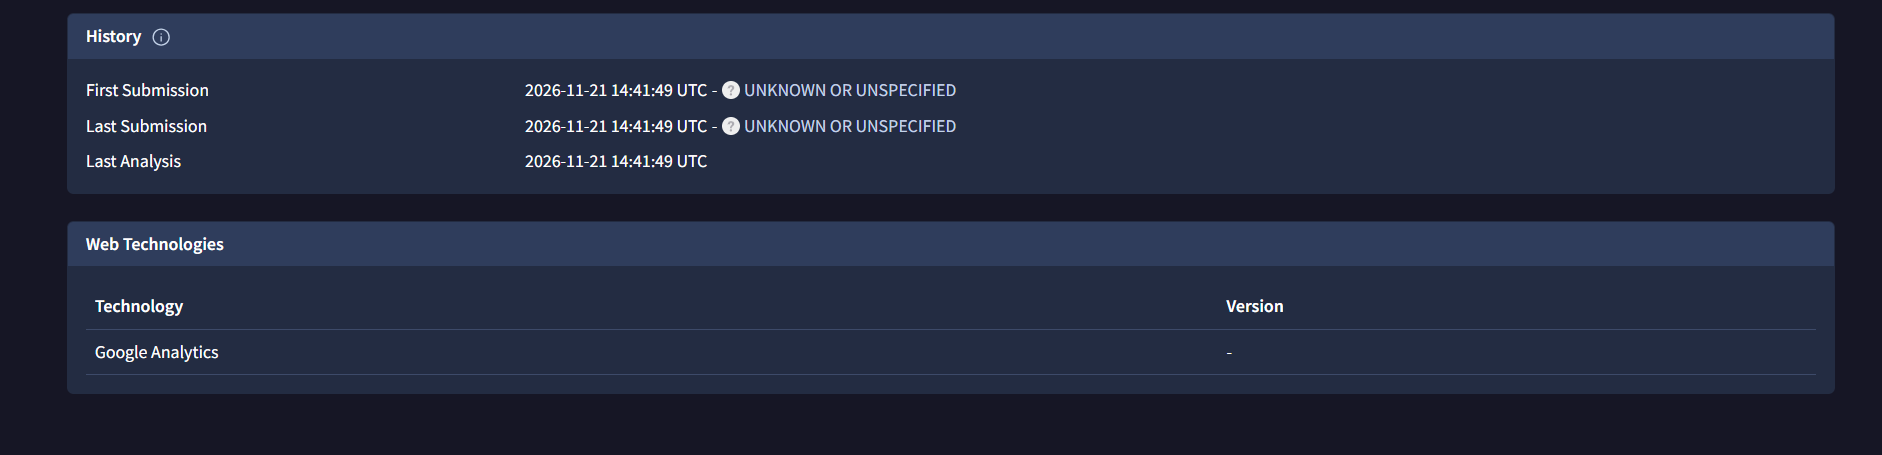 History
First Submission 2026-11-21 14:41:49 UTC - ? UNKNOWN OR UNSPECIFIED
Last Submission 2026-11-21 14:41:49 UTC - ? UNKNOWN OR UNSPECIFIED
Last Analysis 2026-11-21 14:41:49 UTC
Web Technologies
Technology Version
Google Analytics -